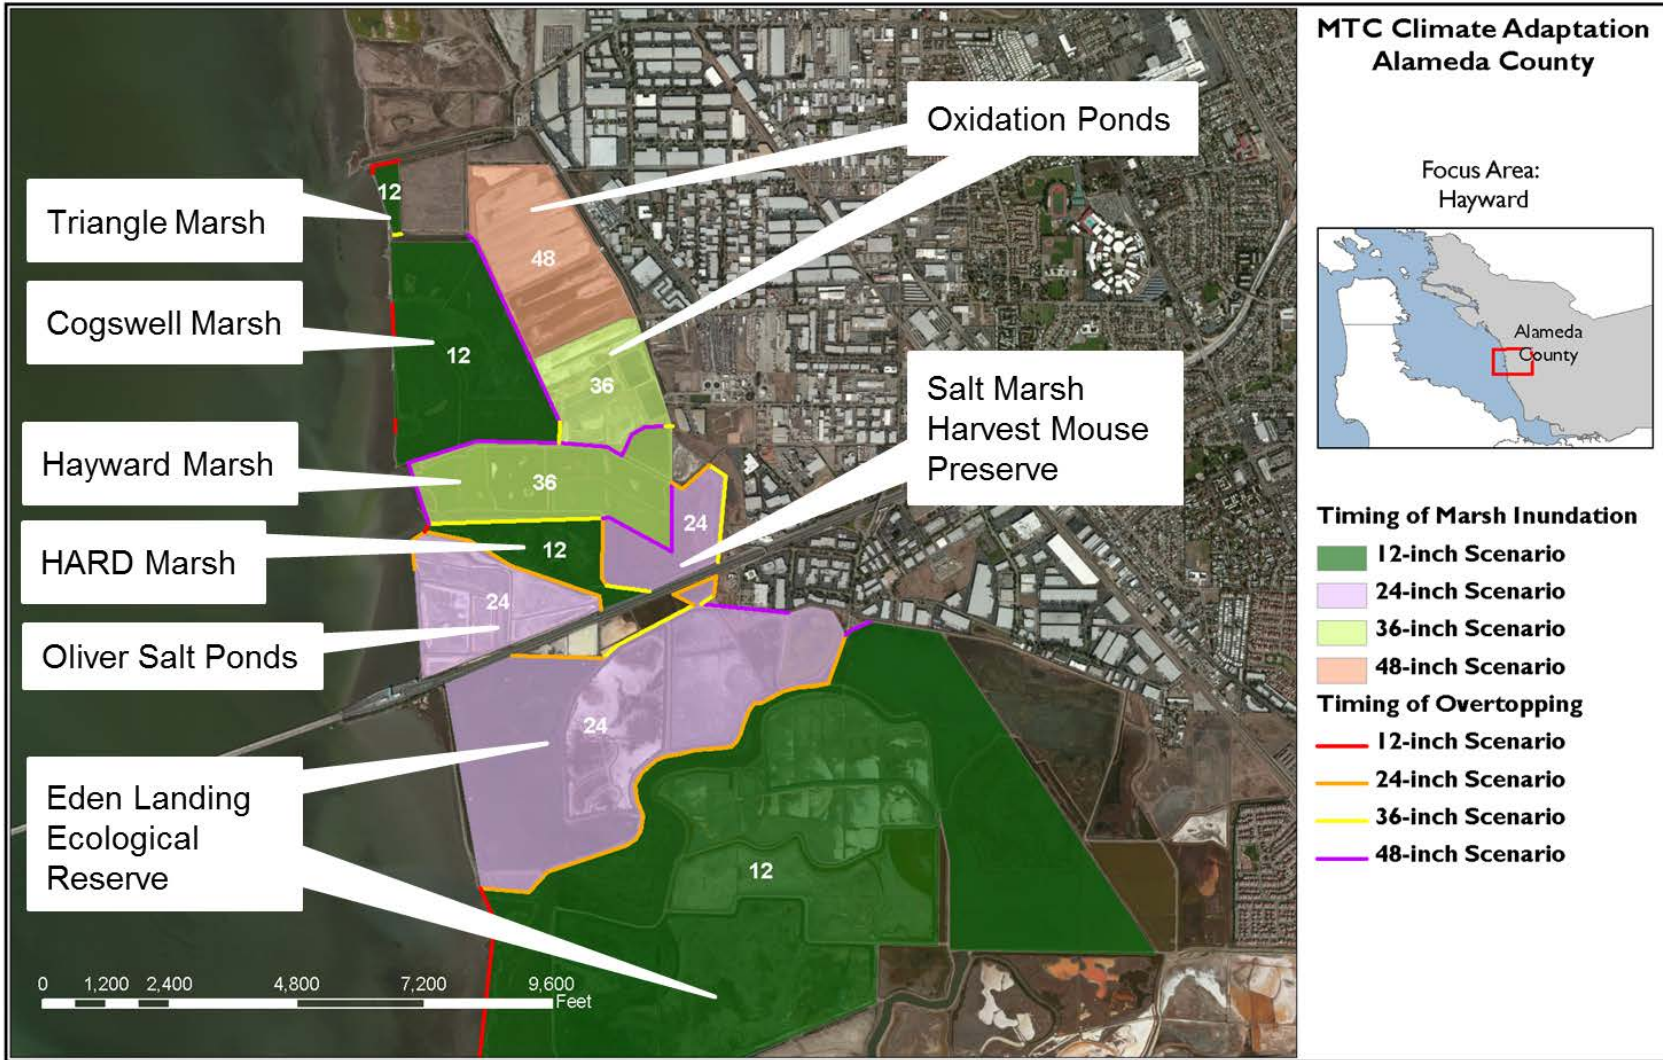 MTC Climate Adaptation
Alameda County
Focus Area:
Hayward
Alameda
County
Timing of Marsh Inundation
12-inch Scenario
24-inch Scenario
36-inch Scenario
48-inch Scenario
Timing of Overtopping
12-inch Scenario
24-inch Scenario
36-inch Scenario
48-inch Scenario
Oxidation Ponds
Triangle Marsh
Cogswell Marsh
Hayward Marsh
HARD Marsh
Oliver Salt Ponds
Salt Marsh
Harvest Mouse
Preserve
Eden Landing
Ecological
Reserve
12
48
12
36
36
24
12
24
24
12
0 1,200 2,400 4,800 7,200 9,600
Feet